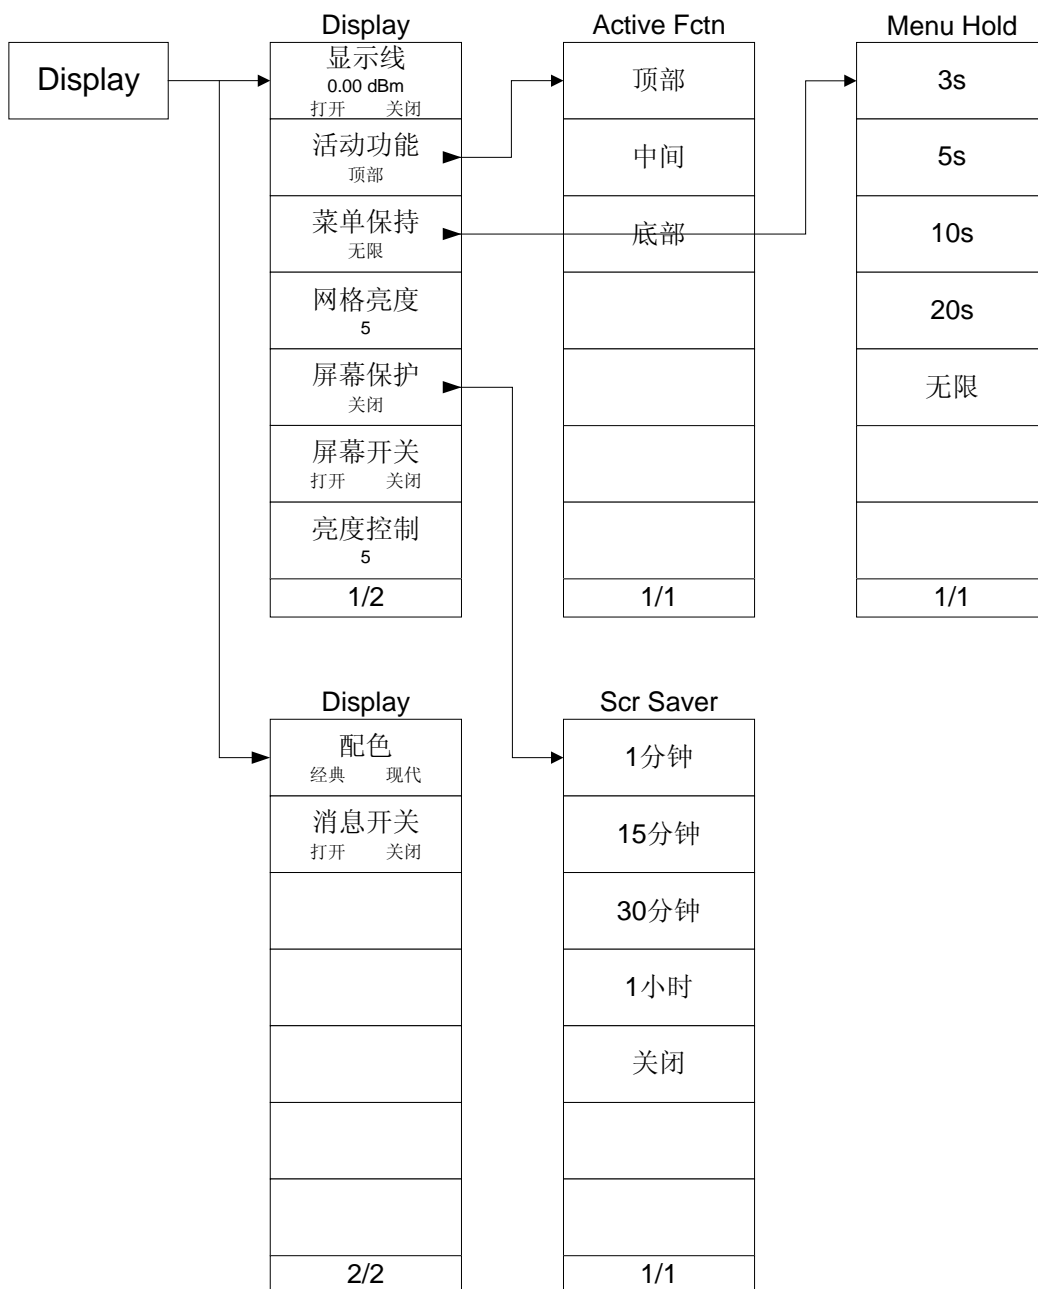 Display
Display
显示线
0.00 dBm
打开 关闭
活动功能
顶部
菜单保持
无限
网格亮度
5
屏幕保护
关闭
屏幕开关
打开 关闭
亮度控制
5
1/2
Active Fctn
顶部
中间
底部
1/1
Menu Hold
3s
5s
10s
20s
无限
1/1
Display
配色
经典 现代
消息开关
打开 关闭
2/2
Scr Saver
1分钟
15分钟
30分钟
1小时
关闭
1/1